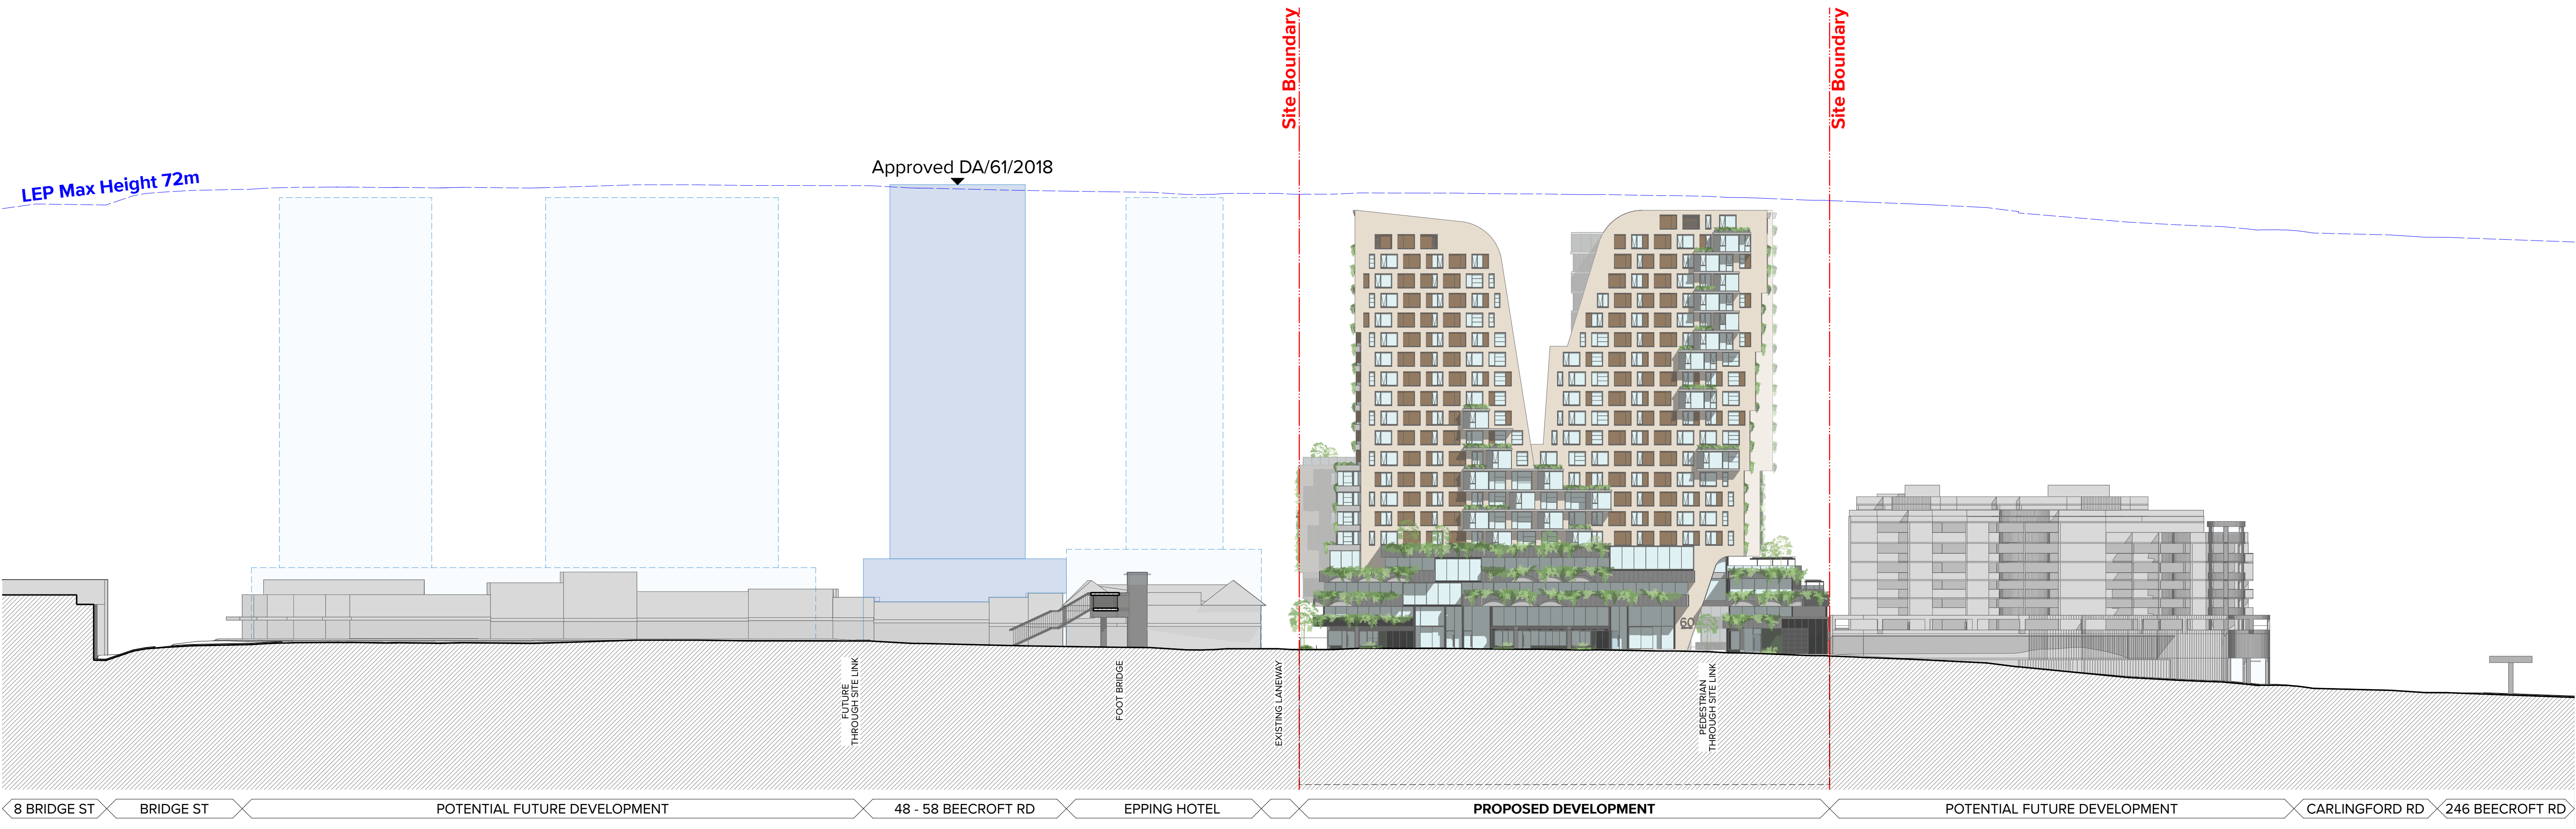 Site Boundary
Site Boundary
Approved DA/61/2018
LEP Max Height 72m
60
FUTURE
THROUGH SITE LINK
FOOT BRIDGE
EXISTING LANEWAY
PEDESTRIAN
THROUGH SITE LINK
8 BRIDGE ST
BRIDGE ST
POTENTIAL FUTURE DEVELOPMENT
48 - 58 BEECROFT RD
EPPING HOTEL
PROPOSED DEVELOPMENT
POTENTIAL FUTURE DEVELOPMENT
CARLINGFORD RD
246 BEECROFT RD